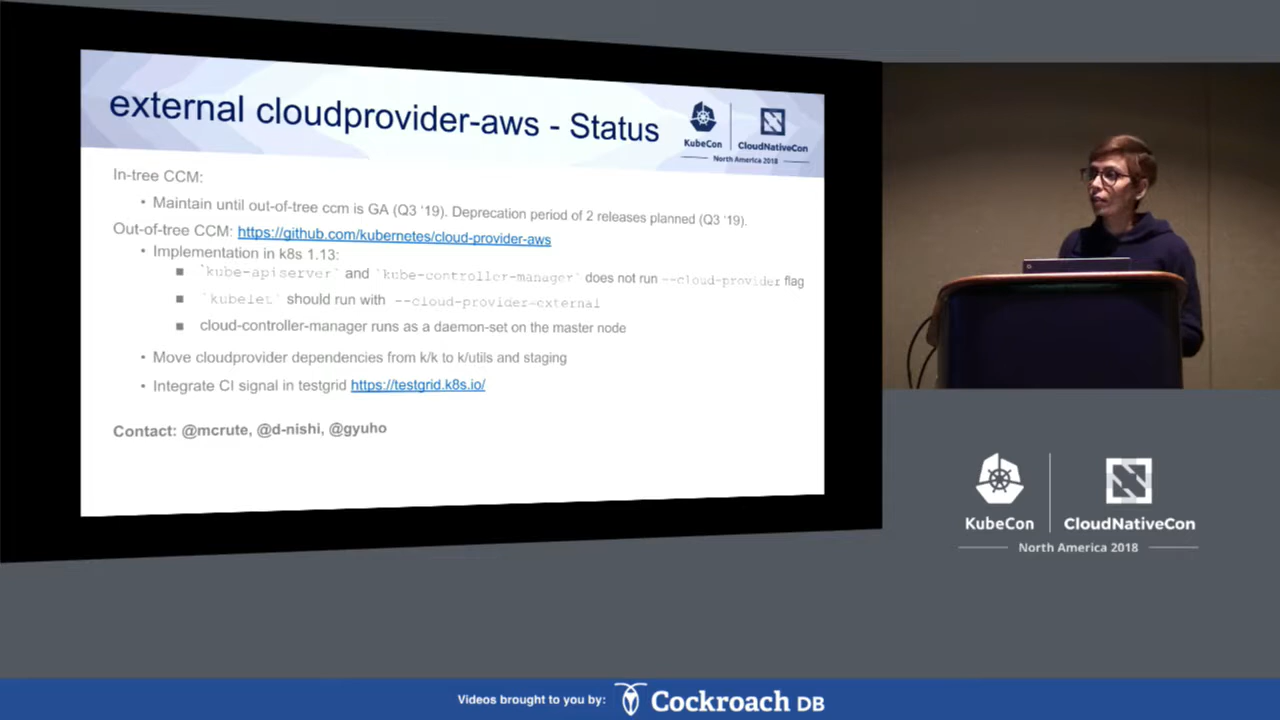 external cloudprovider-aws - Status
KubeCon
CloudNativeCon
North America 2018
In-tree CCM:
• Maintain until out-of-tree ccm is GA (Q3 ‘19). Deprecation period of 2 releases planned (Q3 ‘19).
Out-of-tree CCM: https://github.com/kubernetes/cloud-provider-aws
• Implementation in k8s 1.13:
■ `kube-apiserver` and `kube-controller-manager` does not run --cloud-provider flag
■ `kubelet` should run with --cloud-provider-external
■ cloud-controller-manager runs as a daemon-set on the master node
• Move cloudprovider dependencies from k/k to k/utils and staging
• Integrate CI signal in testgrid https://testgrid.k8s.io/
Contact: @mcrute, @d-nishi, @gyuho
KubeCon
CloudNativeCon
North America 2018
Videos brought to you by: Cockroach DB